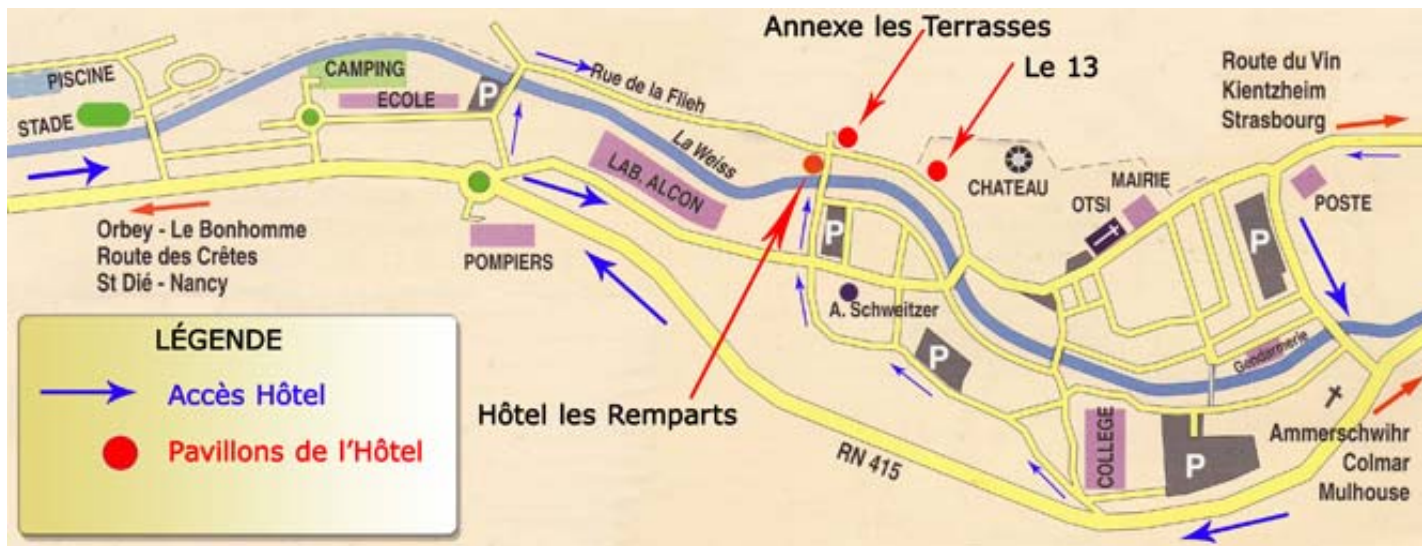 Annexe les Terrasses
Le 13
Route du Vin
Kientzheim
Strasbourg
PISCINE
STADE
CAMPING
ECOLE
P
Rue de la Flieh
La Weiss
LAB. ALCON
CHATEAU
OTSI
MAIRIE
POSTE
P
P
Orbey - Le Bonhomme
Route des Crêtes
St Dié - Nancy
POMPIERS
A. Schweitzer
P
Gendarmerie
Hôtel les Remparts
RN 415
COLLEGE
P
Ammerschwihr
Colmar
Mulhouse
LÉGENDE
Accès Hôtel
Pavillons de l'Hôtel